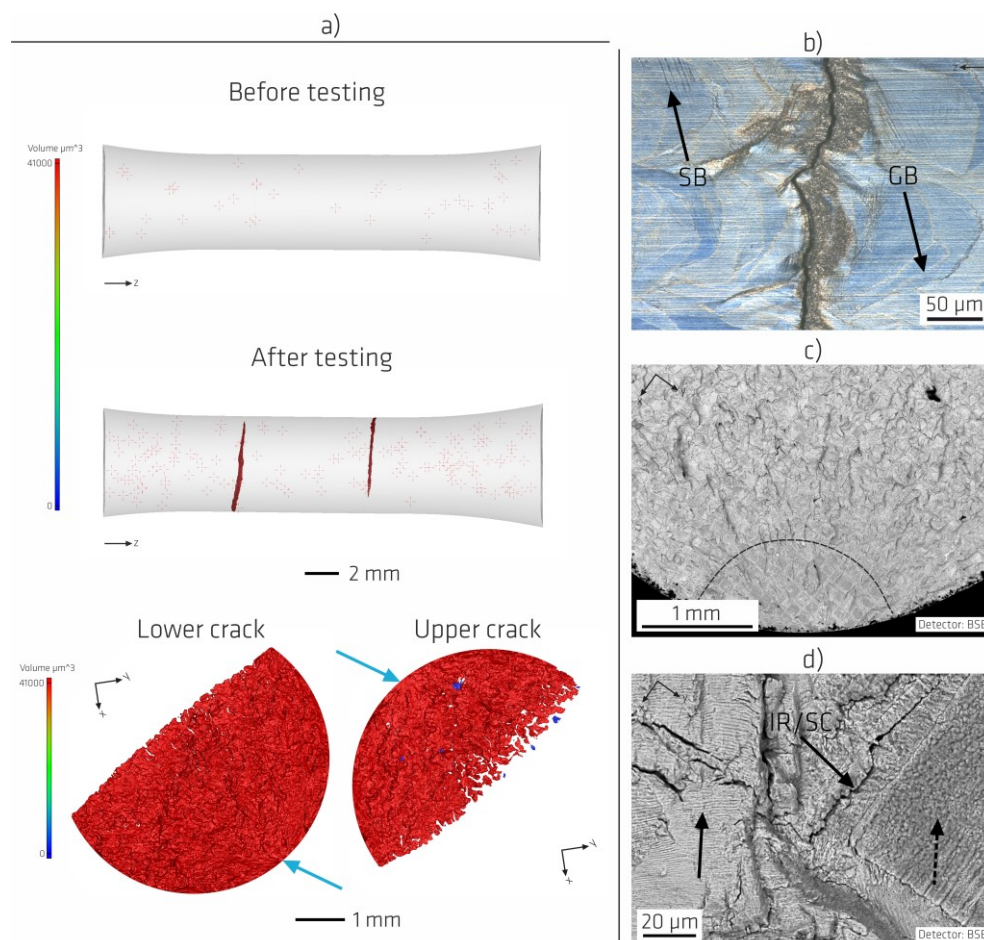 a)
Before testing
Volume µm^3
41000
0
z
After testing
z
2 mm
Lower crack
Upper crack
Volume µm^3
41000
0
y
x
y
x
1 mm
b)
z
SB
GB
50 µm
c)
1 mm
Detector: BSE
d)
IR/SC
20 µm
Detector: BSE